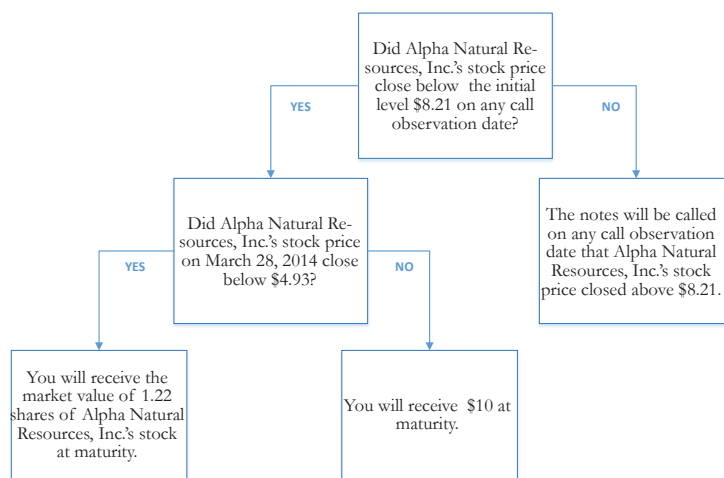 Did Alpha Natural Re-
sources, Inc.'s stock price
close below the initial
level $8.21 on any call
observation date?
YES
NO
Did Alpha Natural Re-
sources, Inc.'s stock price
on March 28, 2014 close
below $4.93?
The notes will be called
on any call observation
date that Alpha Natural
Resources, Inc.'s stock
price closed above $8.21.
YES
NO
You will receive the
market value of 1.22
shares of Alpha Natural
Resources, Inc.'s stock
at maturity.
You will receive $10 at
maturity.